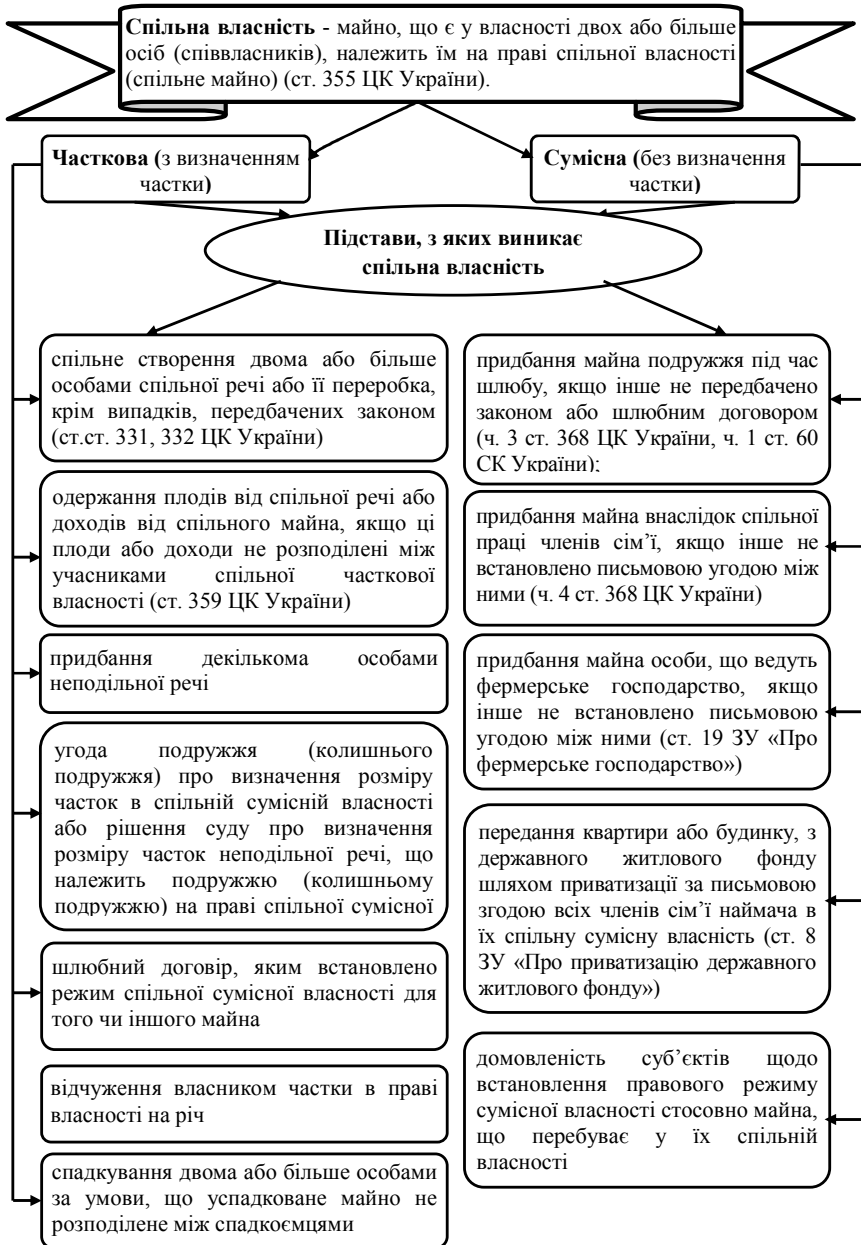 Спільна власність - майно, що є у власності двох або більше
осіб (співвласників), належить їм на праві спільної власності
(спільне майно) (ст. 355 ЦК України).
Часткова (з визначенням
частки)
Сумісна (без визначення
частки)
Підстави, з яких виникає
спільна власність
спільне створення двома або більше
особами спільної речі або її переробка,
крім випадків, передбачених законом
(ст.ст. 331, 332 ЦК України)
одержання плодів від спільної речі або
доходів від спільного майна, якщо ці
плоди або доходи не розподілені між
учасниками спільної часткової
власності (ст. 359 ЦК України)
придбання декількома особами
неподільної речі
угода подружжя (колишнього
подружжя) про визначення розміру
часток в спільній сумісній власності
або рішення суду про визначення
розміру часток неподільної речі, що
належить подружжю (колишньому
подружжю) на праві спільної сумісної
шлюбний договір, яким встановлено
режим спільної сумісної власності для
того чи іншого майна
відчуження власником частки в праві
власності на річ
спадкування двома або більше особами
за умови, що успадковане майно не
розподілене між спадкоємцями
придбання майна подружжя під час
шлюбу, якщо інше не передбачено
законом або шлюбним договором
(ч. 3 ст. 368 ЦК України, ч. 1 ст. 60
СК України);
придбання майна внаслідок спільної
праці членів сім’ї, якщо інше не
встановлено письмовою угодою між
ними (ч. 4 ст. 368 ЦК України)
придбання майна особи, що ведуть
фермерське господарство, якщо
інше не встановлено письмовою
угодою між ними (ст. 19 ЗУ «Про
фермерське господарство»)
передання квартири або будинку, з
державного житлового фонду
шляхом приватизації за письмовою
згодою всіх членів сім’ї наймача в
їх спільну сумісну власність (ст. 8
ЗУ «Про приватизацію державного
житлового фонду»)
домовленість суб’єктів щодо
встановлення правового режиму
сумісної власності стосовно майна,
що перебуває у їх спільній
власності